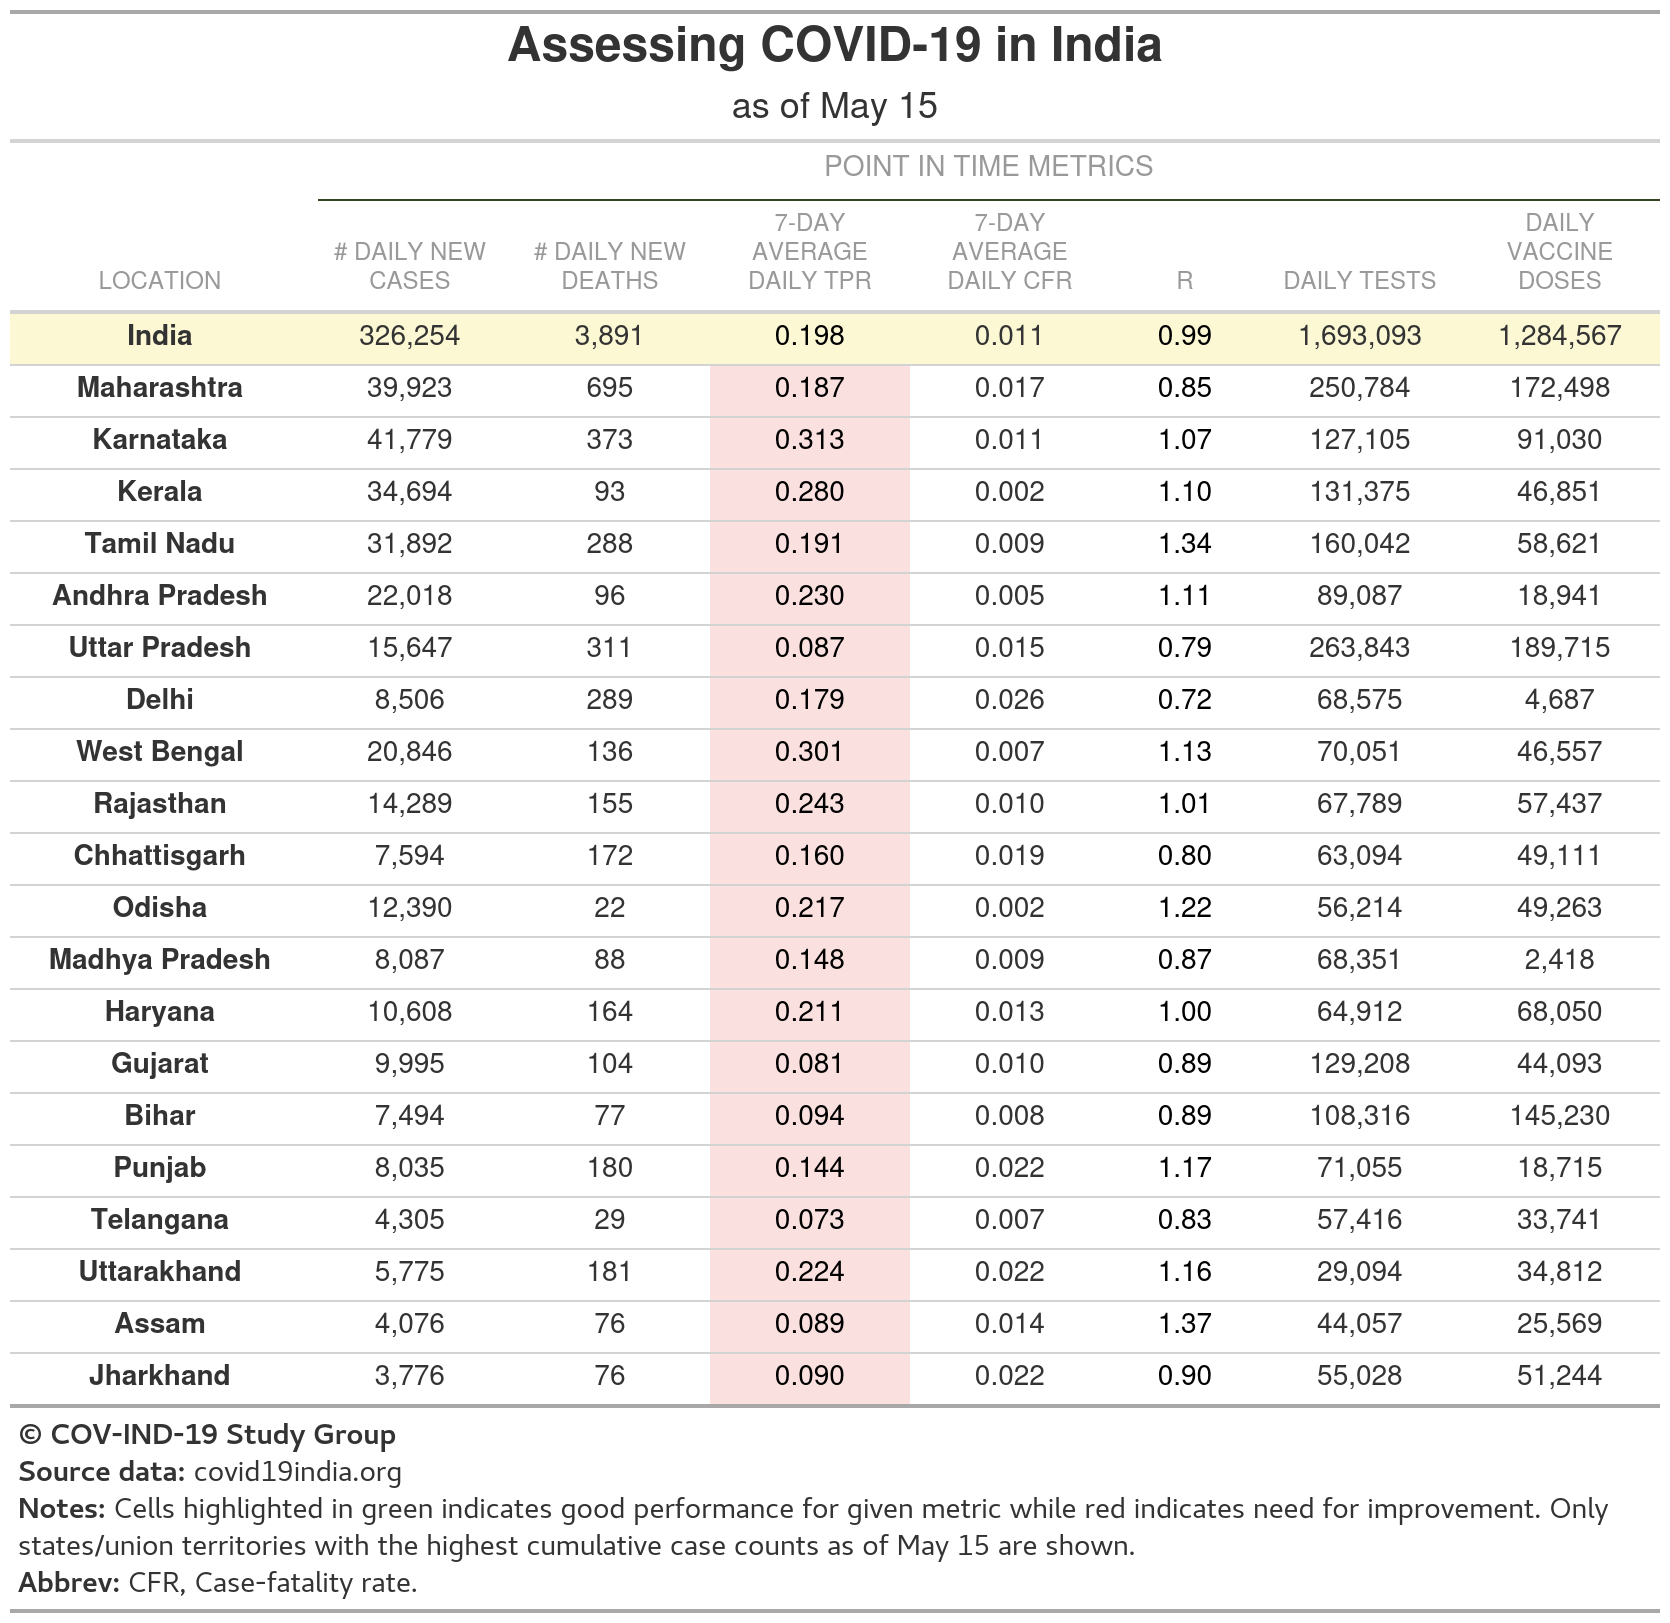 Assessing COVID-19 in India
as of May 15
POINT IN TIME METRICS
LOCATION # DAILY NEW CASES # DAILY NEW DEATHS 7-DAY AVERAGE DAILY TPR 7-DAY AVERAGE DAILY CFR R DAILY TESTS DAILY VACCINE DOSES
India 326,254 3,891 0.198 0.011 0.99 1,693,093 1,284,567
Maharashtra 39,923 695 0.187 0.017 0.85 250,784 172,498
Karnataka 41,779 373 0.313 0.011 1.07 127,105 91,030
Kerala 34,694 93 0.280 0.002 1.10 131,375 46,851
Tamil Nadu 31,892 288 0.191 0.009 1.34 160,042 58,621
Andhra Pradesh 22,018 96 0.230 0.005 1.11 89,087 18,941
Uttar Pradesh 15,647 311 0.087 0.015 0.79 263,843 189,715
Delhi 8,506 289 0.179 0.026 0.72 68,575 4,687
West Bengal 20,846 136 0.301 0.007 1.13 70,051 46,557
Rajasthan 14,289 155 0.243 0.010 1.01 67,789 57,437
Chhattisgarh 7,594 172 0.160 0.019 0.80 63,094 49,111
Odisha 12,390 22 0.217 0.002 1.22 56,214 49,263
Madhya Pradesh 8,087 88 0.148 0.009 0.87 68,351 2,418
Haryana 10,608 164 0.211 0.013 1.00 64,912 68,050
Gujarat 9,995 104 0.081 0.010 0.89 129,208 44,093
Bihar 7,494 77 0.094 0.008 0.89 108,316 145,230
Punjab 8,035 180 0.144 0.022 1.17 71,055 18,715
Telangana 4,305 29 0.073 0.007 0.83 57,416 33,741
Uttarakhand 5,775 181 0.224 0.022 1.16 29,094 34,812
Assam 4,076 76 0.089 0.014 1.37 44,057 25,569
Jharkhand 3,776 76 0.090 0.022 0.90 55,028 51,244
© COV-IND-19 Study Group
Source data: covid19india.org
Notes: Cells highlighted in green indicates good performance for given metric while red indicates need for improvement. Only
states/union territories with the highest cumulative case counts as of May 15 are shown.
Abbrev: CFR, Case-fatality rate.